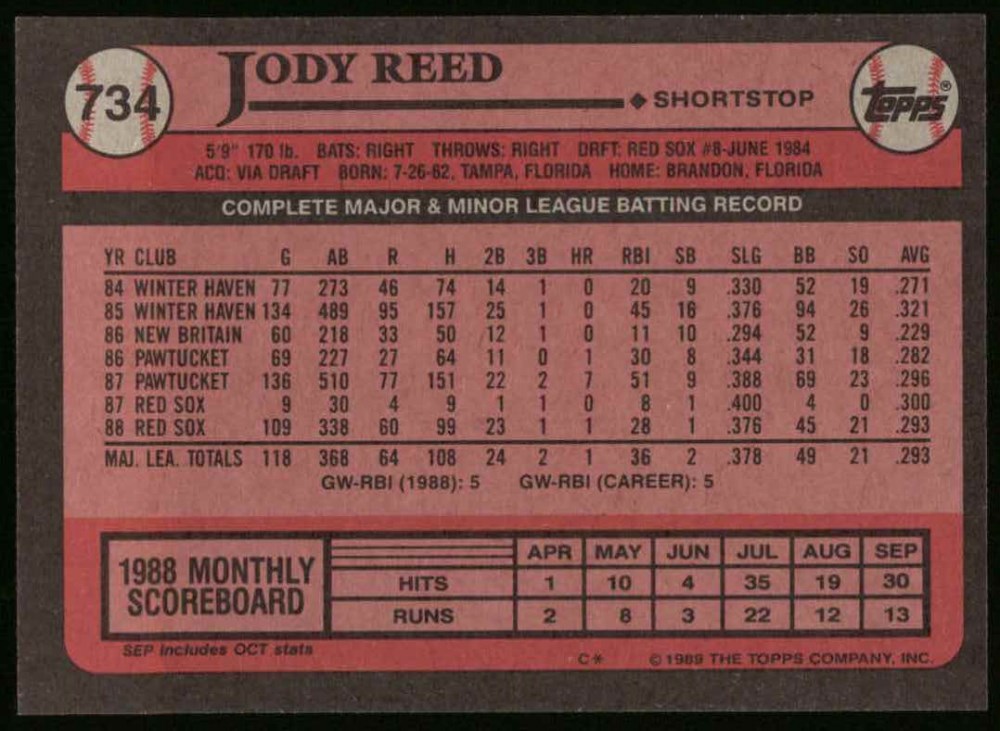 734
JODY REED
◆ SHORTSTOP
TOPPS®
5'9" 170 lb. BATS: RIGHT THROWS: RIGHT DRFT: RED SOX #8-JUNE 1984
ACQ: VIA DRAFT BORN: 7-26-62, TAMPA, FLORIDA HOME: BRANDON, FLORIDA
COMPLETE MAJOR & MINOR LEAGUE BATTING RECORD
YR CLUB G AB R H 2B 3B HR RBI SB SLG BB SO AVG
84 WINTER HAVEN 77 273 46 74 14 1 0 20 9 .330 52 19 .271
85 WINTER HAVEN 134 489 95 157 25 1 0 45 16 .376 94 26 .321
86 NEW BRITAIN 60 218 33 50 12 1 0 11 10 .294 52 9 .229
86 PAWTUCKET 69 227 27 64 11 0 1 30 8 .344 31 18 .282
87 PAWTUCKET 136 510 77 151 22 2 7 51 9 .388 69 23 .296
87 RED SOX 9 30 4 9 1 1 0 8 1 .400 4 0 .300
88 RED SOX 109 338 60 99 23 1 1 28 1 .376 45 21 .293
MAJ. LEA. TOTALS 118 368 64 108 24 2 1 36 2 .378 49 21 .293
GW-RBI (1988): 5 GW-RBI (CAREER): 5
1988 MONTHLY
SCOREBOARD
APR MAY JUN JUL AUG SEP
HITS 1 10 4 35 19 30
RUNS 2 8 3 22 12 13
SEP includes OCT stats
C* © 1989 THE TOPPS COMPANY, INC.